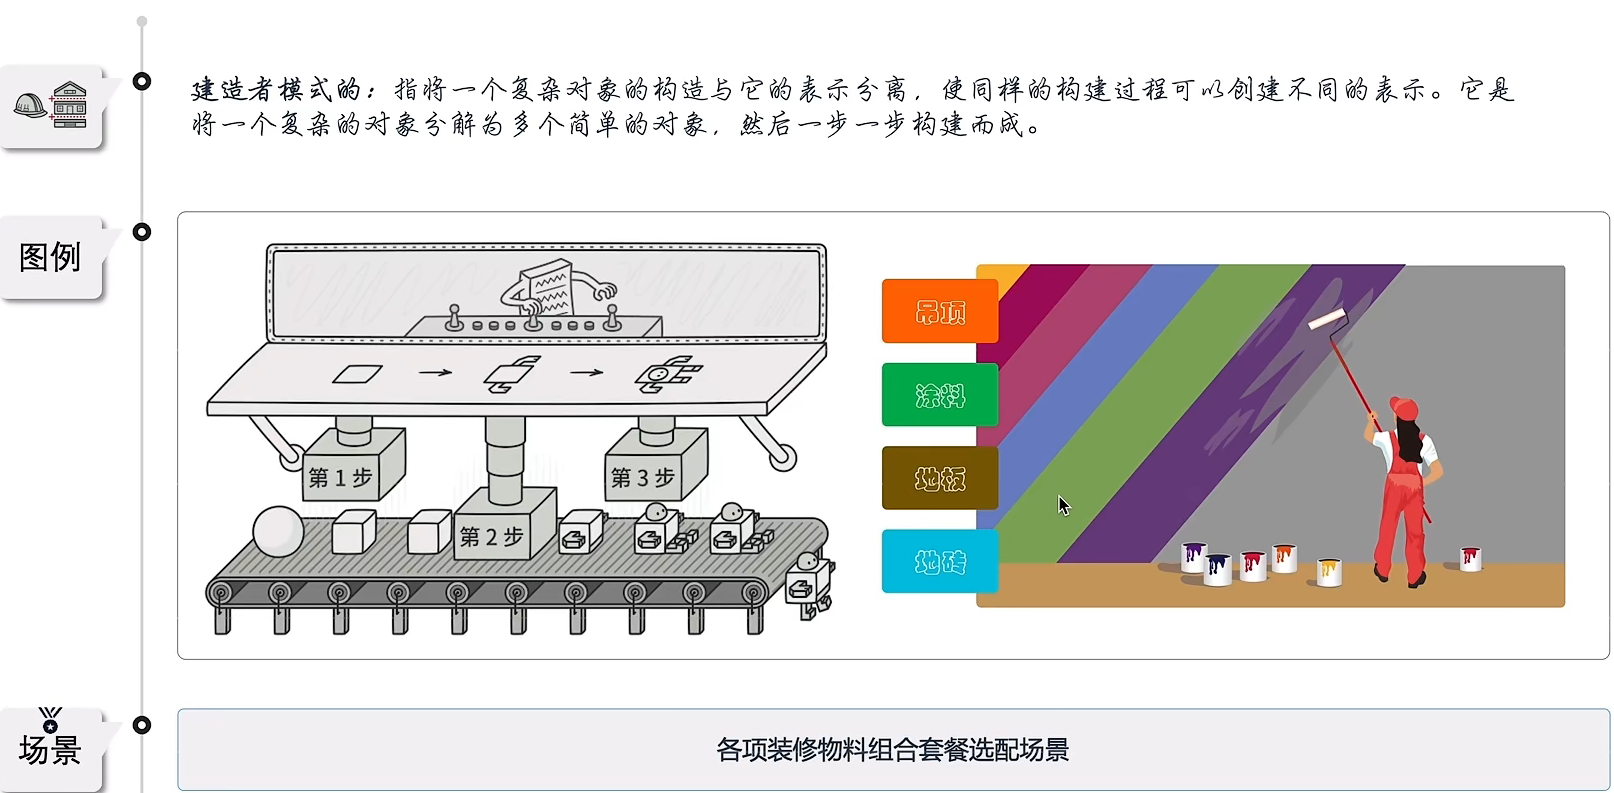 建造者模式的：指将一个复杂对象的构造与它的表示分离，使同样的构建过程可以创建不同的表示。它是
将一个复杂的对象分解为多个简单的对象，然后一步一步构建而成。
图例
第1步
第2步
第3步
吊顶
涂料
地板
地砖
场景
各项装修物料组合套餐选配场景